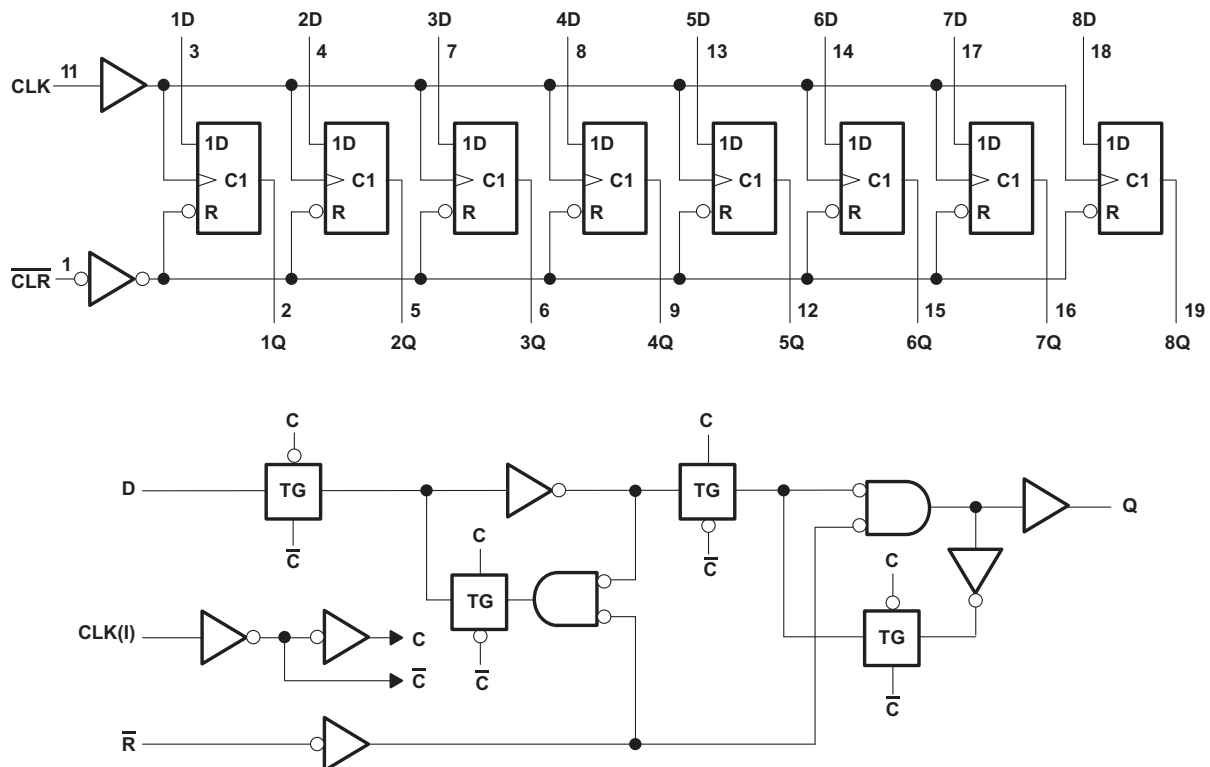 1D 2D 3D 4D 5D 6D 7D 8D
3 4 7 8 13 14 17 18
CLK 11
1D 1D 1D 1D 1D 1D 1D 1D
C1 C1 C1 C1 C1 C1 C1 C1
R R R R R R R R
C̅L̅R̅ 1
2 5 6 9 12 15 16 19
1Q 2Q 3Q 4Q 5Q 6Q 7Q 8Q
C C
D TG TG Q
C̅ C C̅ C
TG
CLK(I) C TG
C̅ C̅
C̅
R̅